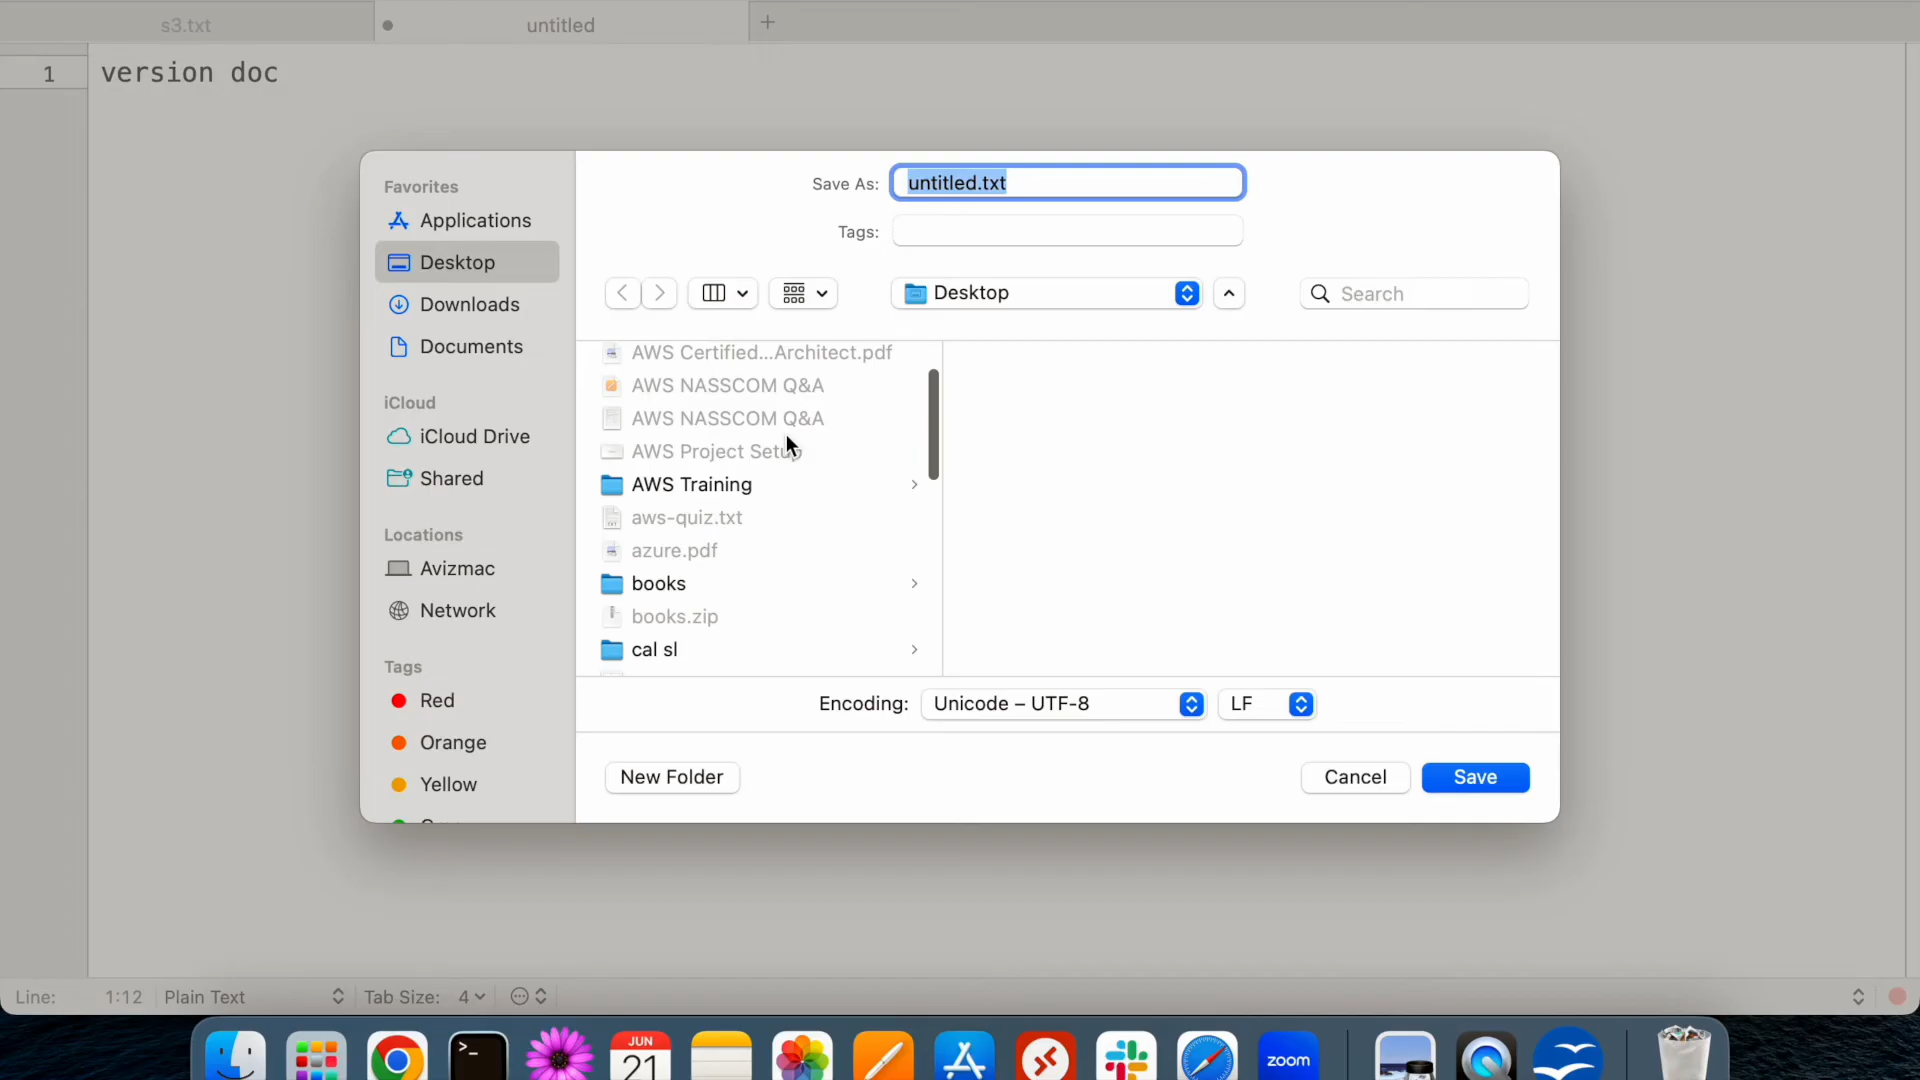 s3.txt
untitled
+
1 version doc
Favorites
Applications
Desktop
Downloads
Documents
iCloud
iCloud Drive
Shared
Locations
Avizmac
Network
Tags
Red
Orange
Yellow
Save As: untitled.txt
Tags:
Desktop
Search
AWS Certified...Architect.pdf
AWS NASSCOM Q&A
AWS NASSCOM Q&A
AWS Project Setup
AWS Training
aws-quiz.txt
azure.pdf
books
books.zip
cal sl
Encoding: Unicode – UTF-8 LF
New Folder
Cancel
Save
Line: 1:12 Plain Text Tab Size: 4
JUN
21
zoom